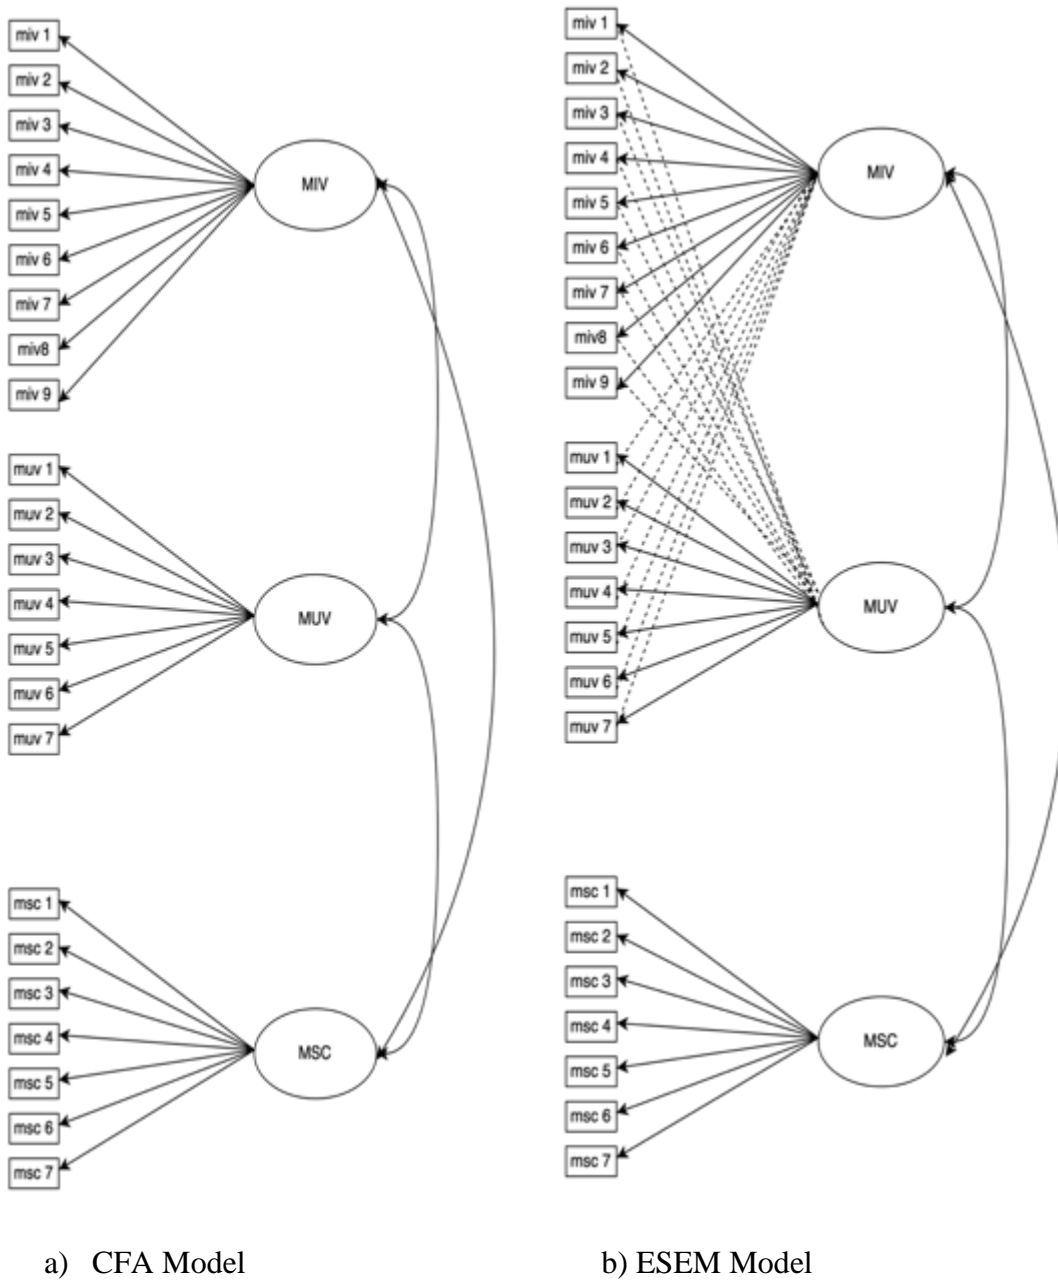 miv 1
miv 2
miv 3
miv 4
miv 5
miv 6
miv 7
miv8
miv 9
MIV
muv 1
muv 2
muv 3
muv 4
muv 5
muv 6
muv 7
MUV
msc 1
msc 2
msc 3
msc 4
msc 5
msc 6
msc 7
MSC
a) CFA Model
miv 1
miv 2
miv 3
miv 4
miv 5
miv 6
miv 7
miv8
miv 9
MIV
muv 1
muv 2
muv 3
muv 4
muv 5
muv 6
muv 7
MUV
msc 1
msc 2
msc 3
msc 4
msc 5
msc 6
msc 7
MSC
b) ESEM Model